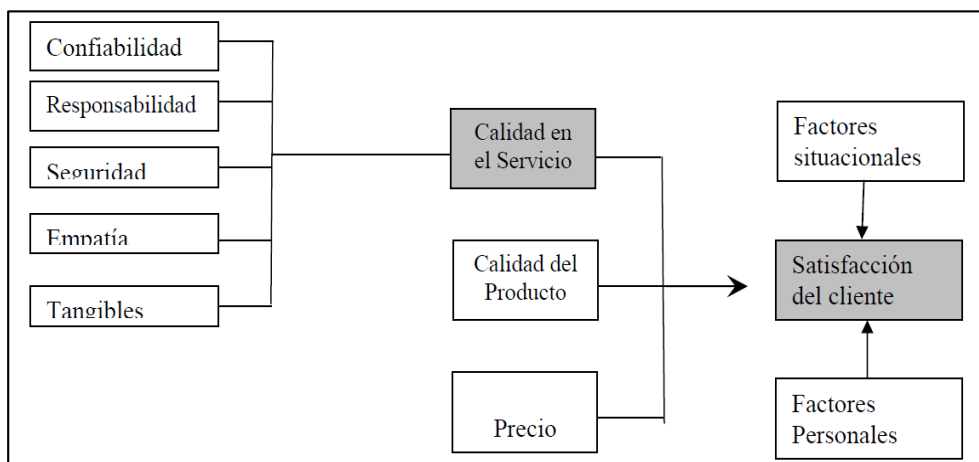 Confiabilidad
Responsabilidad
Seguridad
Empatía
Tangibles
Calidad en
el Servicio
Calidad del
Producto
Precio
Factores
situacionales
Satisfacción
del cliente
Factores
Personales